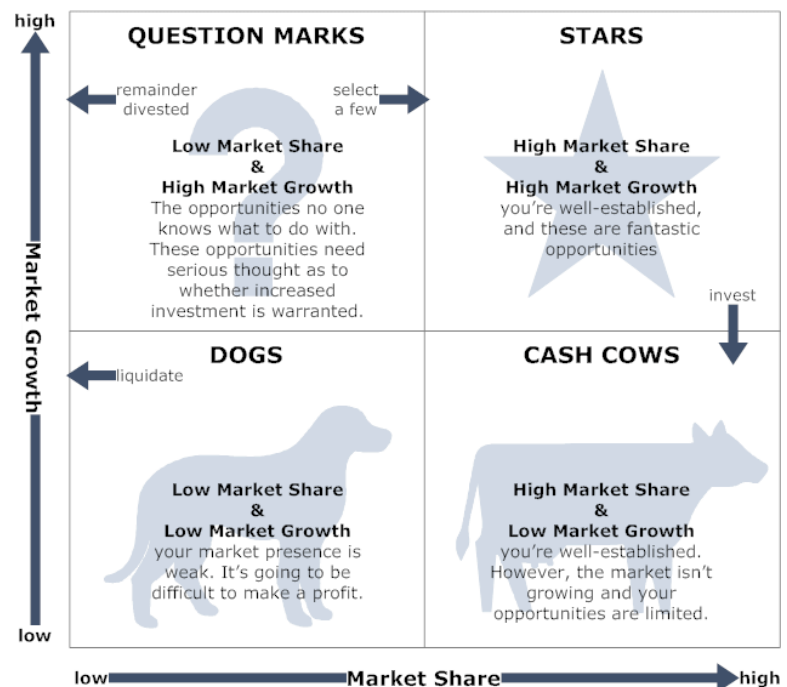 high
QUESTION MARKS
remainder
divested
select
a few
Low Market Share
&
High Market Growth
The opportunities no one
knows what to do with.
These opportunities need
serious thought as to
whether increased
investment is warranted.
STARS
High Market Share
&
High Market Growth
you're well-established,
and these are fantastic
opportunities
invest
Market Growth
DOGS
liquidate
Low Market Share
&
Low Market Growth
your market presence is
weak. It's going to be
difficult to make a profit.
CASH COWS
High Market Share
&
Low Market Growth
you're well-established.
However, the market isn't
growing and your
opportunities are limited.
low
low
Market Share
high